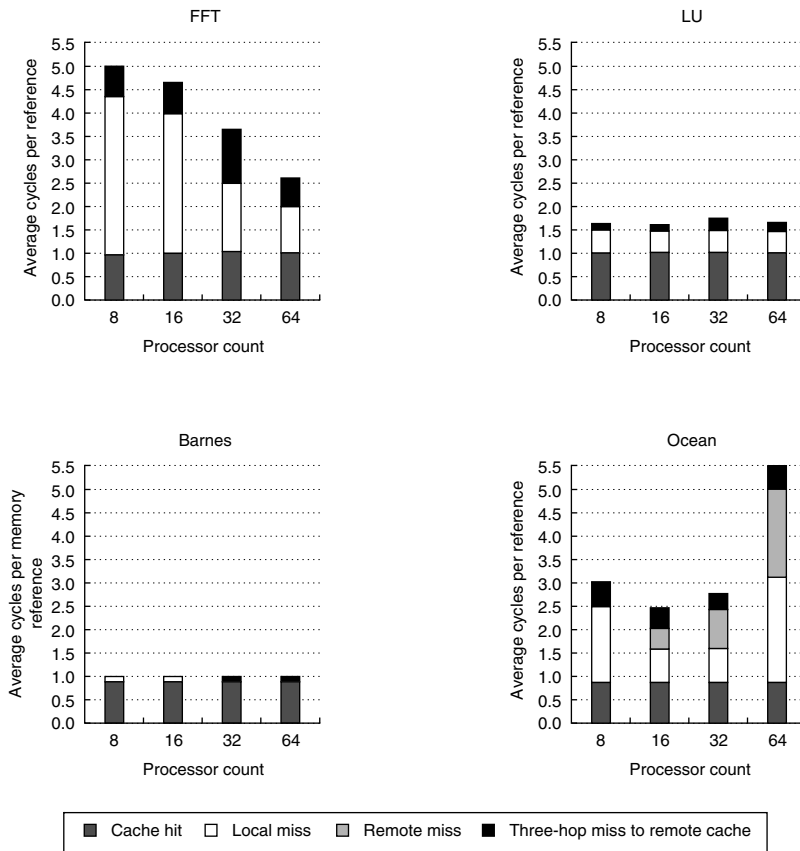 FFT
Average cycles per reference
5.5
5.0
4.5
4.0
3.5
3.0
2.5
2.0
1.5
1.0
0.5
0.0
8 16 32 64
Processor count
LU
Average cycles per reference
5.5
5.0
4.5
4.0
3.5
3.0
2.5
2.0
1.5
1.0
0.5
0.0
8 16 32 64
Processor count
Barnes
Average cycles per memory
reference
5.5
5.0
4.5
4.0
3.5
3.0
2.5
2.0
1.5
1.0
0.5
0.0
8 16 32 64
Processor count
Ocean
Average cycles per reference
5.5
5.0
4.5
4.0
3.5
3.0
2.5
2.0
1.5
1.0
0.5
0.0
8 16 32 64
Processor count
Cache hit Local miss Remote miss Three-hop miss to remote cache